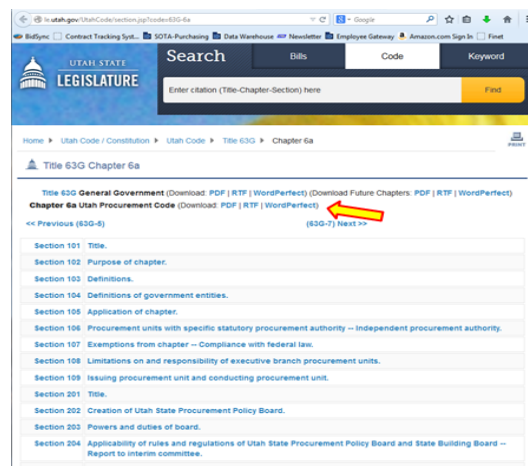 le.utah.gov/UtahCode/section.jsp?code=63G-6a
Google
BidSync Contract Tracking Syst... SOTA-Purchasing Data Warehouse Newsletter Employee Gateway Amazon.com Sign In Finet
UTAH STATE
LEGISLATURE
Search Bills Code Keyword
Enter citation (Title-Chapter-Section) here Find
Home Utah Code / Constitution Utah Code Title 63G Chapter 6a
PRINT
Title 63G Chapter 6a
Title 63G General Government (Download: PDF | RTF | WordPerfect) (Download Future Chapters: PDF | RTF | WordPerfect)
Chapter 6a Utah Procurement Code (Download: PDF | RTF | WordPerfect)
<< Previous (63G-5) (63G-7) Next >>
Section 101 Title.
Section 102 Purpose of chapter.
Section 103 Definitions.
Section 104 Definitions of government entities.
Section 105 Application of chapter.
Section 106 Procurement units with specific statutory procurement authority -- Independent procurement authority.
Section 107 Exemptions from chapter -- Compliance with federal law.
Section 108 Limitations on and responsibility of executive branch procurement units.
Section 109 Issuing procurement unit and conducting procurement unit.
Section 201 Title.
Section 202 Creation of Utah State Procurement Policy Board.
Section 203 Powers and duties of board.
Section 204 Applicability of rules and regulations of Utah State Procurement Policy Board and State Building Board --
Report to interim committee.